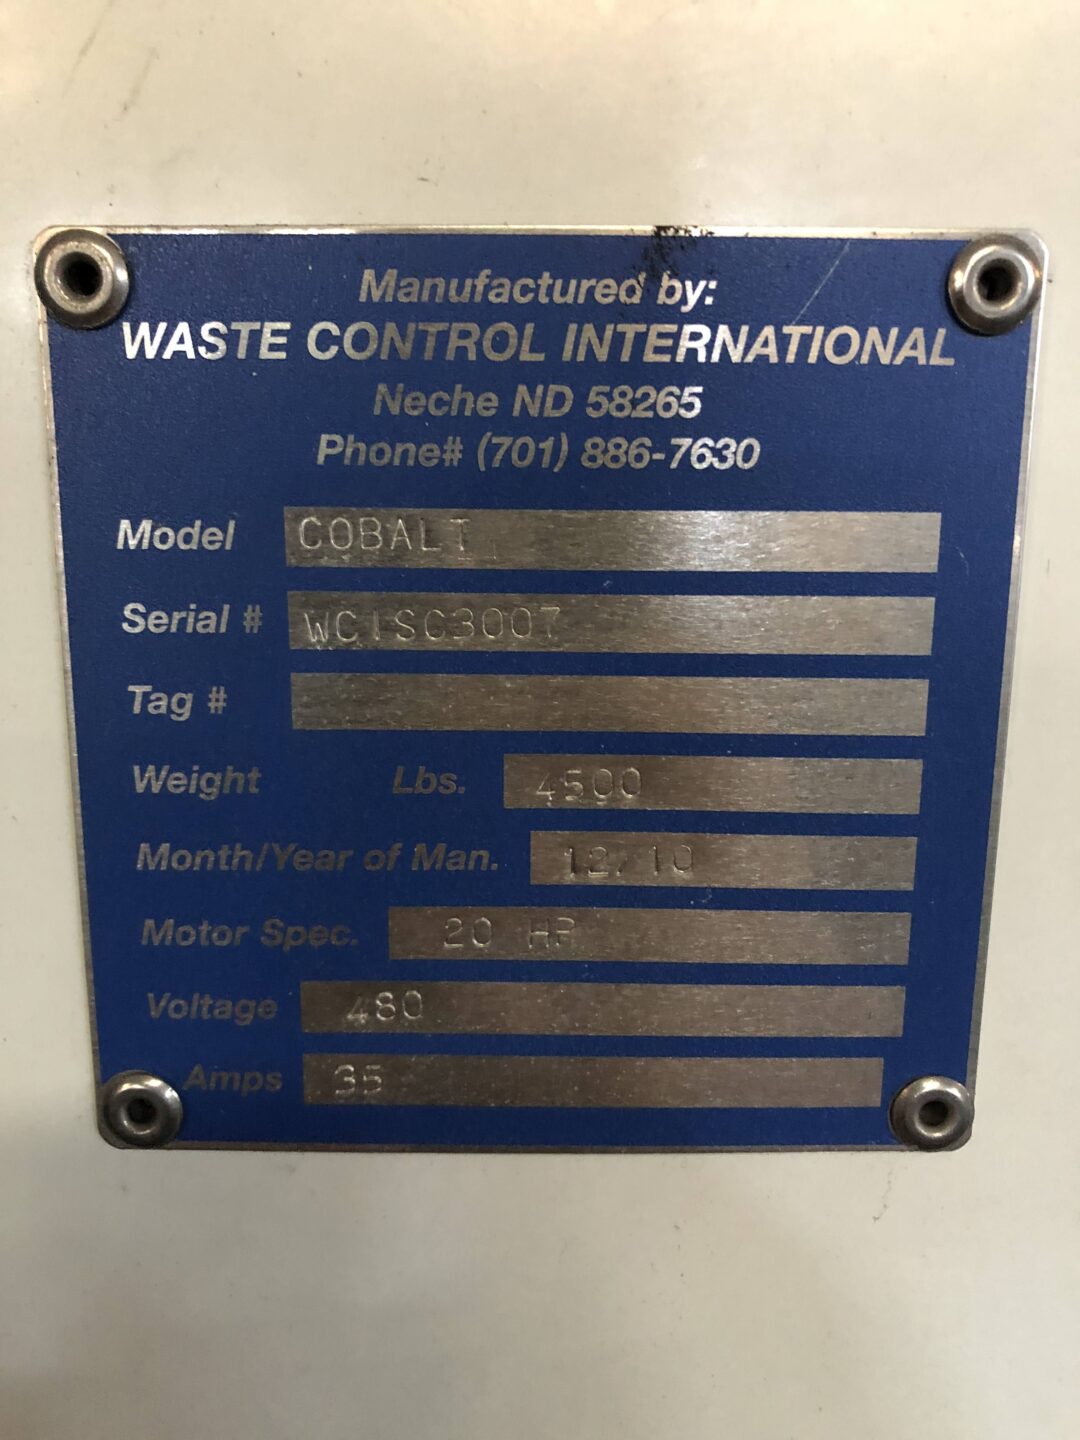 Manufactured by:
WASTE CONTROL INTERNATIONAL
Neche ND 58265
Phone# (701) 886-7630
Model COBALT
Serial # WCISC3007
Tag #
Weight Lbs. 4500
Month/Year of Man. 12/10
Motor Spec. 20 HP
Voltage 480
Amps 35